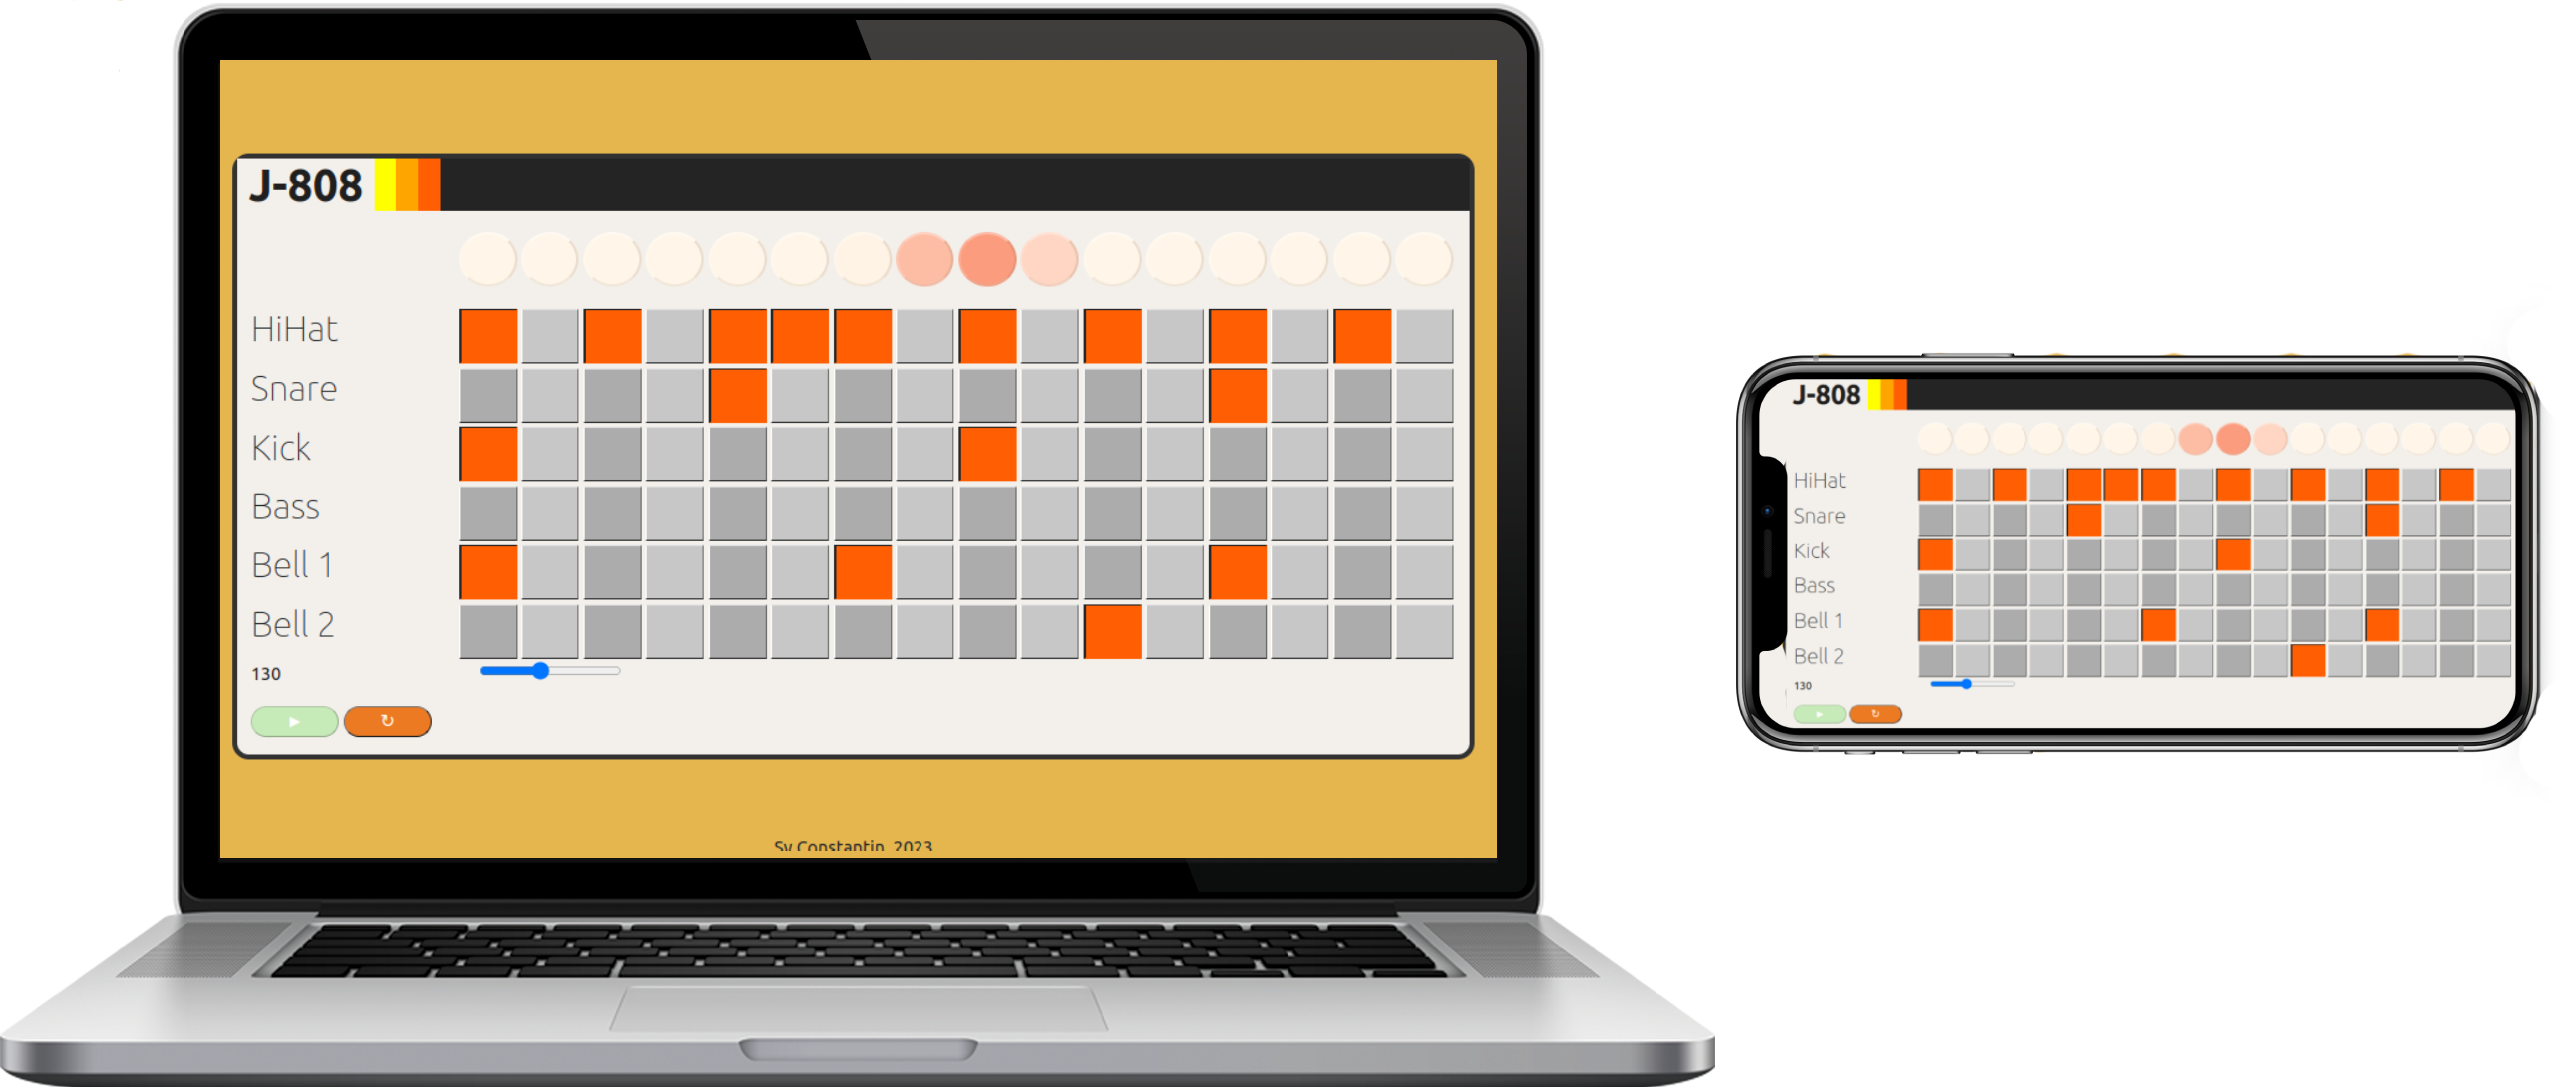 J-808
HiHat
Snare
Kick
Bass
Bell 1
Bell 2
130
▶
↻
Sv Constantin, 2023
J-808
HiHat
Snare
Kick
Bass
Bell 1
Bell 2
130
▶
↻